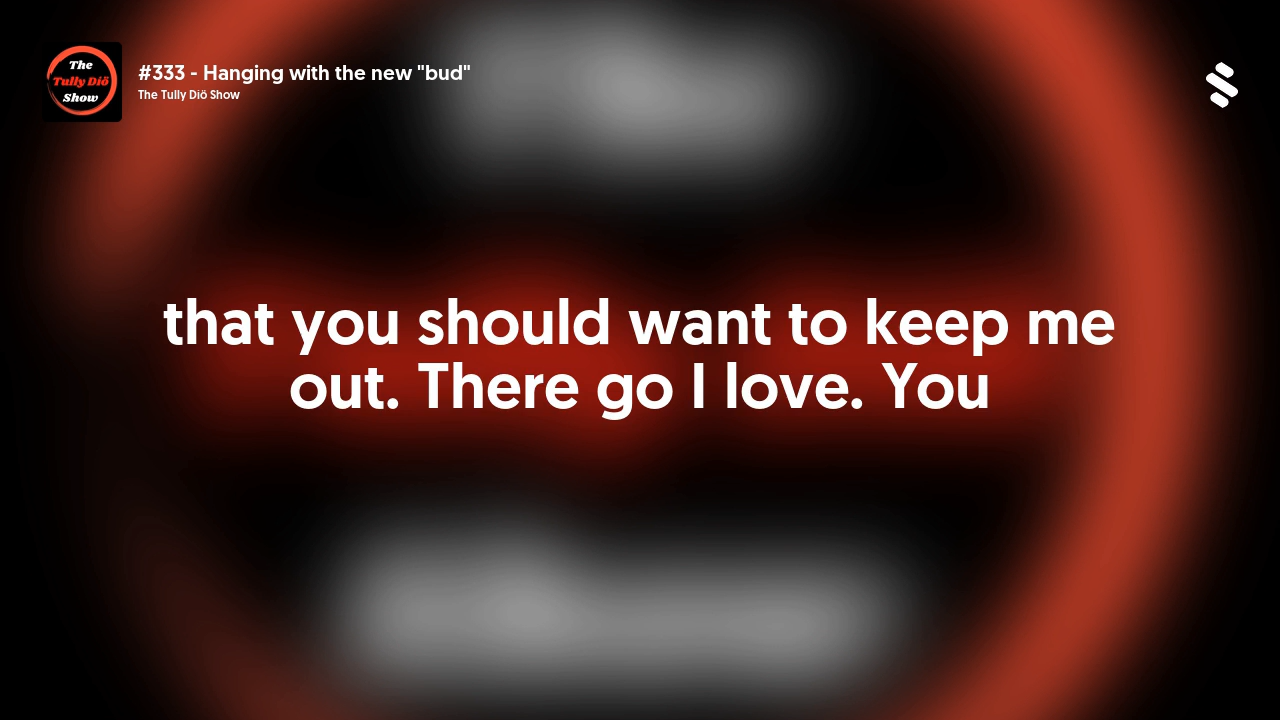 The
Tully Diö
Show
#333 - Hanging with the new "bud"
The Tully Diö Show
that you should want to keep me
out. There go I love. You